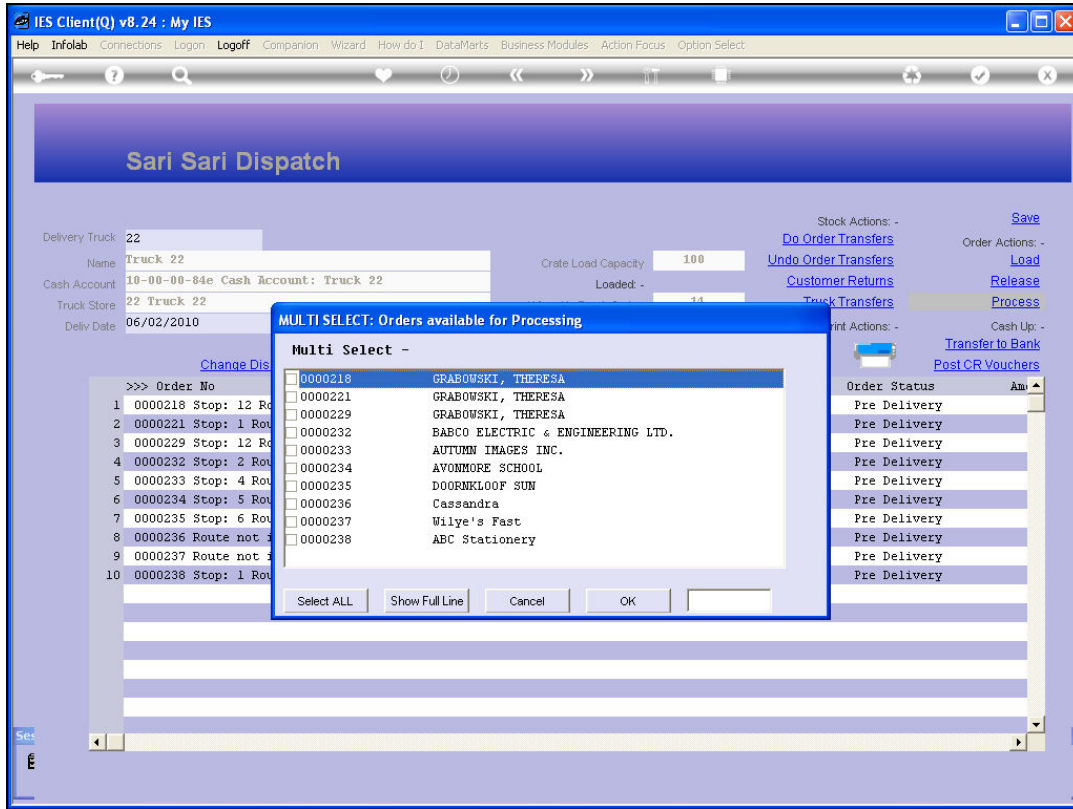 IES Client(Q) v8.24 : My IES
Help Infolab Connections Logon Logoff Companion Wizard How do I DataMarts Business Modules Action Focus Option Select
Sari Sari Dispatch
Stock Actions: - Save
Delivery Truck 22 Do Order Transfers Order Actions: -
Name Truck 22 Crate Load Capacity 100 Undo Order Transfers Load
Cash Account 10-00-00-84e Cash Account: Truck 22 Loaded: - Customer Returns Release
Truck Store 22 Truck 22 14 Truck Transfers Process
Deliv Date 06/02/2010 rint Actions: - Cash Up: -
Transfer to Bank
Change Dis Post CR Vouchers
MULTI SELECT: Orders available for Processing
Multi Select -
0000218 GRABOWSKI, THERESA
0000221 GRABOWSKI, THERESA
0000229 GRABOWSKI, THERESA
0000232 BABCO ELECTRIC & ENGINEERING LTD.
0000233 AUTUMN IMAGES INC.
0000234 AVONMORE SCHOOL
0000235 DOORNKLOOF SUN
0000236 Cassandra
0000237 Wilye's Fast
0000238 ABC Stationery
Select ALL Show Full Line Cancel OK
>>> Order No Order Status Am
1 0000218 Stop: 12 Ro Pre Delivery
2 0000221 Stop: 1 Rou Pre Delivery
3 0000229 Stop: 12 Ro Pre Delivery
4 0000232 Stop: 2 Rou Pre Delivery
5 0000233 Stop: 4 Rou Pre Delivery
6 0000234 Stop: 5 Rou Pre Delivery
7 0000235 Stop: 6 Rou Pre Delivery
8 0000236 Route not i Pre Delivery
9 0000237 Route not i Pre Delivery
10 0000238 Stop: 1 Rou Pre Delivery
Ses